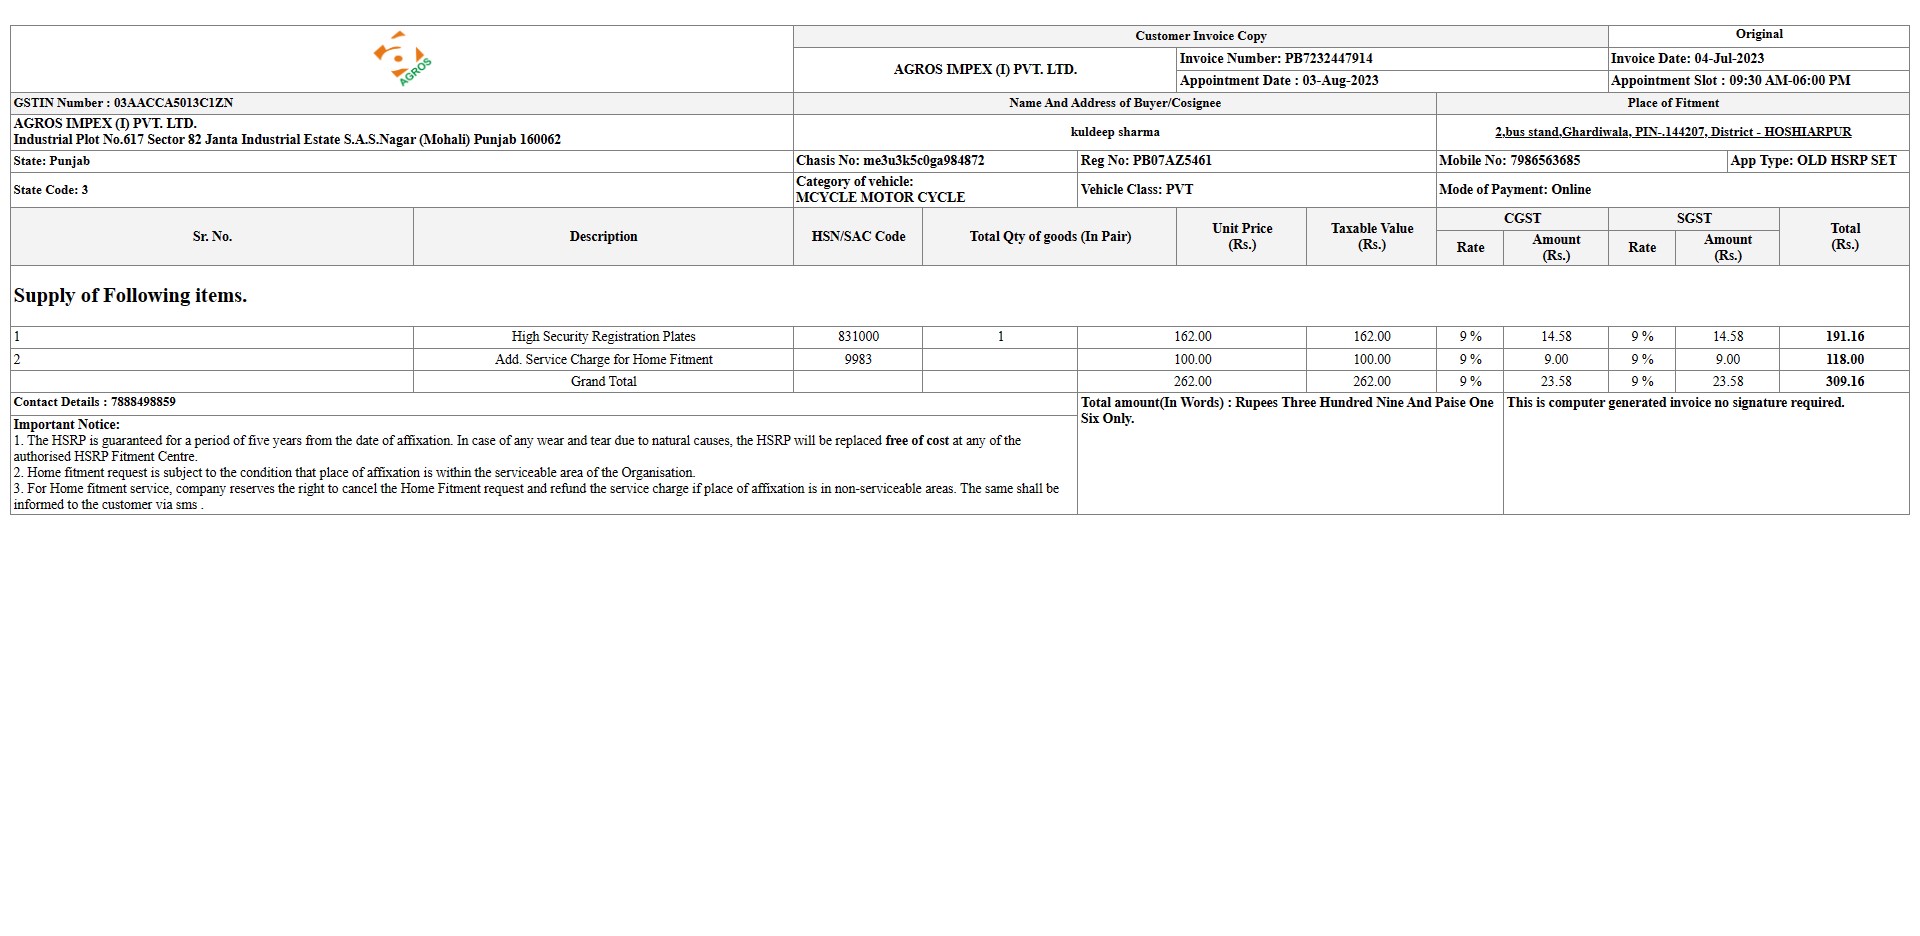 AGROS
Customer Invoice Copy
Original
AGROS IMPEX (I) PVT. LTD.
Invoice Number: PB7232447914
Invoice Date: 04-Jul-2023
Appointment Date : 03-Aug-2023
Appointment Slot : 09:30 AM-06:00 PM
GSTIN Number : 03AACCA5013C1ZN
Name And Address of Buyer/Cosignee
Place of Fitment
AGROS IMPEX (I) PVT. LTD.
Industrial Plot No.617 Sector 82 Janta Industrial Estate S.A.S.Nagar (Mohali) Punjab 160062
kuldeep sharma
2,bus stand,Ghardiwala, PIN-.144207, District - HOSHIARPUR
State: Punjab
Chasis No: me3u3k5c0ga984872
Reg No: PB07AZ5461
Mobile No: 7986563685
App Type: OLD HSRP SET
State Code: 3
Category of vehicle:
MCYCLE MOTOR CYCLE
Vehicle Class: PVT
Mode of Payment: Online
Sr. No.
Description
HSN/SAC Code
Total Qty of goods (In Pair)
Unit Price
(Rs.)
Taxable Value
(Rs.)
CGST
SGST
Total
(Rs.)
Rate
Amount
(Rs.)
Rate
Amount
(Rs.)
Supply of Following items.
1 High Security Registration Plates 831000 1 162.00 162.00 9 % 14.58 9 % 14.58 191.16
2 Add. Service Charge for Home Fitment 9983 100.00 100.00 9 % 9.00 9 % 9.00 118.00
Grand Total 262.00 262.00 9 % 23.58 9 % 23.58 309.16
Contact Details : 7888498859
Total amount(In Words) : Rupees Three Hundred Nine And Paise One
Six Only.
This is computer generated invoice no signature required.
Important Notice:
1. The HSRP is guaranteed for a period of five years from the date of affixation. In case of any wear and tear due to natural causes, the HSRP will be replaced free of cost at any of the
authorised HSRP Fitment Centre.
2. Home fitment request is subject to the condition that place of affixation is within the serviceable area of the Organisation.
3. For Home fitment service, company reserves the right to cancel the Home Fitment request and refund the service charge if place of affixation is in non-serviceable areas. The same shall be
informed to the customer via sms .